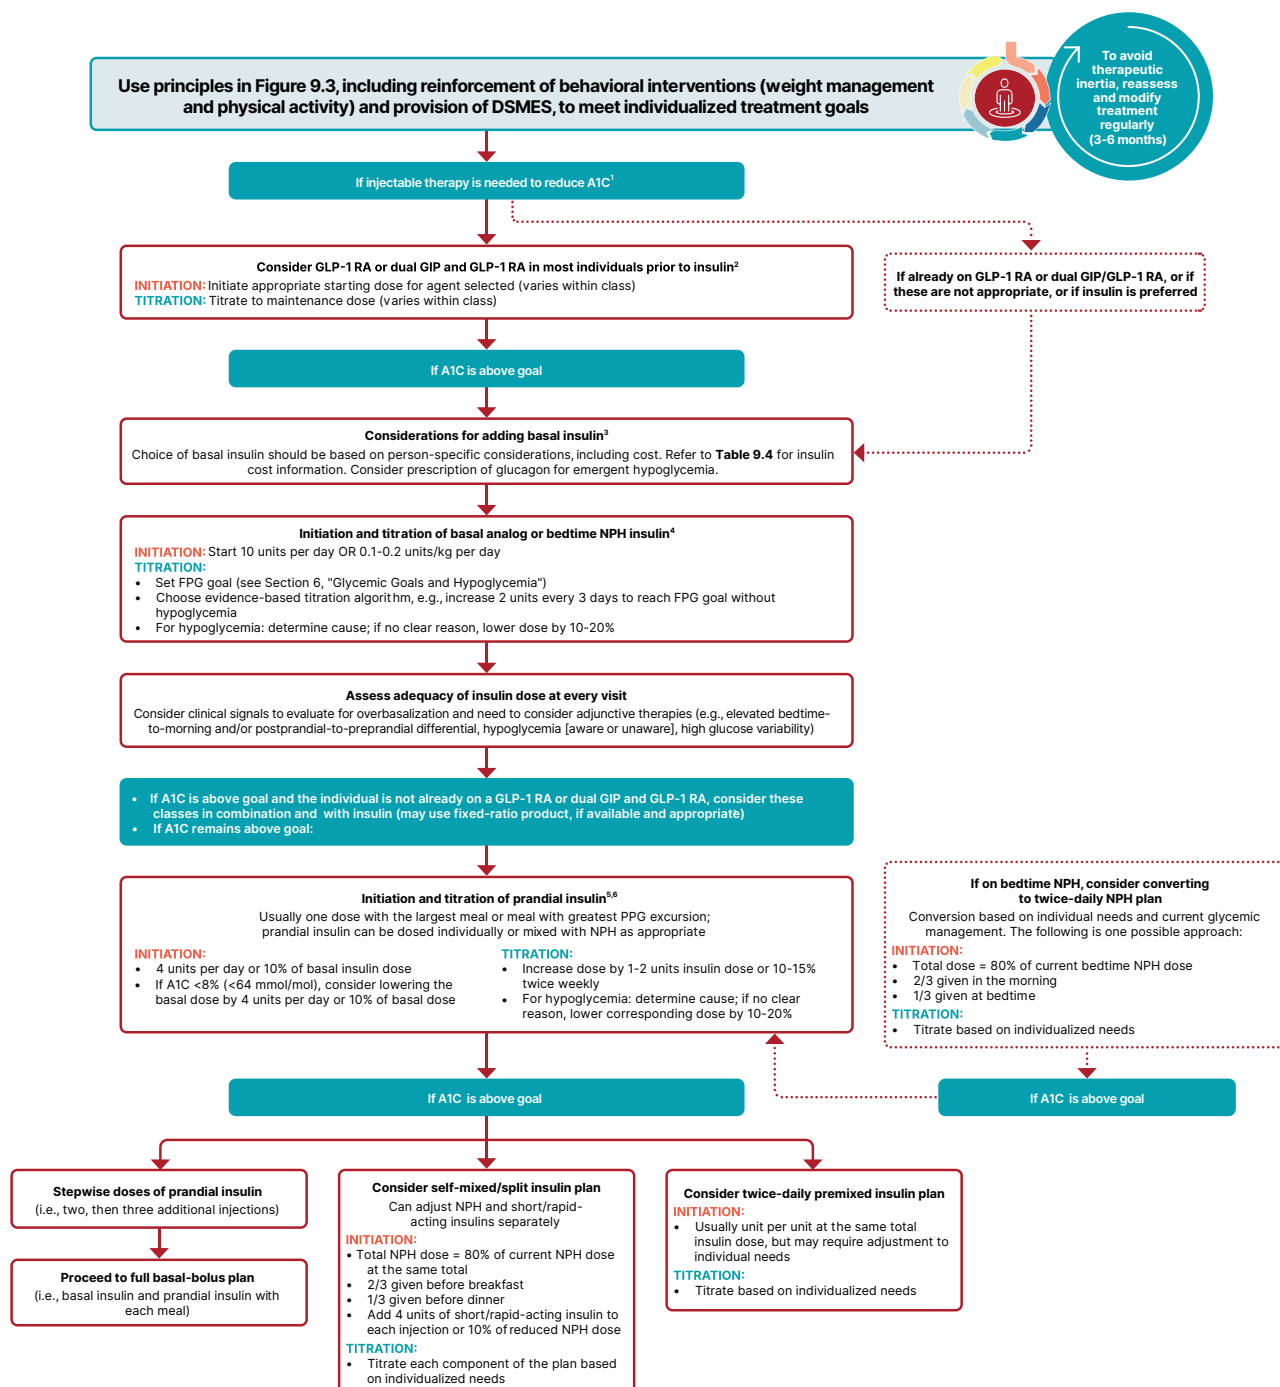 Use principles in Figure 9.3, including reinforcement of behavioral interventions (weight management
and physical activity) and provision of DSMES, to meet individualized treatment goals
To avoid
therapeutic
inertia, reassess
and modify
treatment
regularly
(3-6 months)
If injectable therapy is needed to reduce A1C¹
Consider GLP-1 RA or dual GIP and GLP-1 RA in most individuals prior to insulin²
INITIATION: Initiate appropriate starting dose for agent selected (varies within class)
TITRATION: Titrate to maintenance dose (varies within class)
If already on GLP-1 RA or dual GIP/GLP-1 RA, or if
these are not appropriate, or if insulin is preferred
If A1C is above goal
Considerations for adding basal insulin³
Choice of basal insulin should be based on person-specific considerations, including cost. Refer to Table 9.4 for insulin
cost information. Consider prescription of glucagon for emergent hypoglycemia.
Initiation and titration of basal analog or bedtime NPH insulin⁴
INITIATION: Start 10 units per day OR 0.1-0.2 units/kg per day
TITRATION:
• Set FPG goal (see Section 6, "Glycemic Goals and Hypoglycemia")
• Choose evidence-based titration algorithm, e.g., increase 2 units every 3 days to reach FPG goal without
hypoglycemia
• For hypoglycemia: determine cause; if no clear reason, lower dose by 10-20%
Assess adequacy of insulin dose at every visit
Consider clinical signals to evaluate for overbasalization and need to consider adjunctive therapies (e.g., elevated bedtime-
to-morning and/or postprandial-to-preprandial differential, hypoglycemia [aware or unaware], high glucose variability)
• If A1C is above goal and the individual is not already on a GLP-1 RA or dual GIP and GLP-1 RA, consider these
classes in combination and with insulin (may use fixed-ratio product, if available and appropriate)
• If A1C remains above goal:
Initiation and titration of prandial insulin⁵,⁶
Usually one dose with the largest meal or meal with greatest PPG excursion;
prandial insulin can be dosed individually or mixed with NPH as appropriate
INITIATION:
• 4 units per day or 10% of basal insulin dose
• If A1C <8% (<64 mmol/mol), consider lowering the
basal dose by 4 units per day or 10% of basal dose
TITRATION:
• Increase dose by 1-2 units insulin dose or 10-15%
twice weekly
• For hypoglycemia: determine cause; if no clear
reason, lower corresponding dose by 10-20%
If on bedtime NPH, consider converting
to twice-daily NPH plan
Conversion based on individual needs and current glycemic
management. The following is one possible approach:
INITIATION:
• Total dose = 80% of current bedtime NPH dose
• 2/3 given in the morning
• 1/3 given at bedtime
TITRATION:
• Titrate based on individualized needs
If A1C is above goal
If A1C is above goal
Stepwise doses of prandial insulin
(i.e., two, then three additional injections)
Proceed to full basal-bolus plan
(i.e., basal insulin and prandial insulin with
each meal)
Consider self-mixed/split insulin plan
Can adjust NPH and short/rapid-
acting insulins separately
INITIATION:
• Total NPH dose = 80% of current NPH dose
at the same total
• 2/3 given before breakfast
• 1/3 given before dinner
• Add 4 units of short/rapid-acting insulin to
each injection or 10% of reduced NPH dose
TITRATION:
• Titrate each component of the plan based
on individualized needs
Consider twice-daily premixed insulin plan
INITIATION:
• Usually unit per unit at the same total
insulin dose, but may require adjustment to
individual needs
TITRATION:
• Titrate based on individualized needs